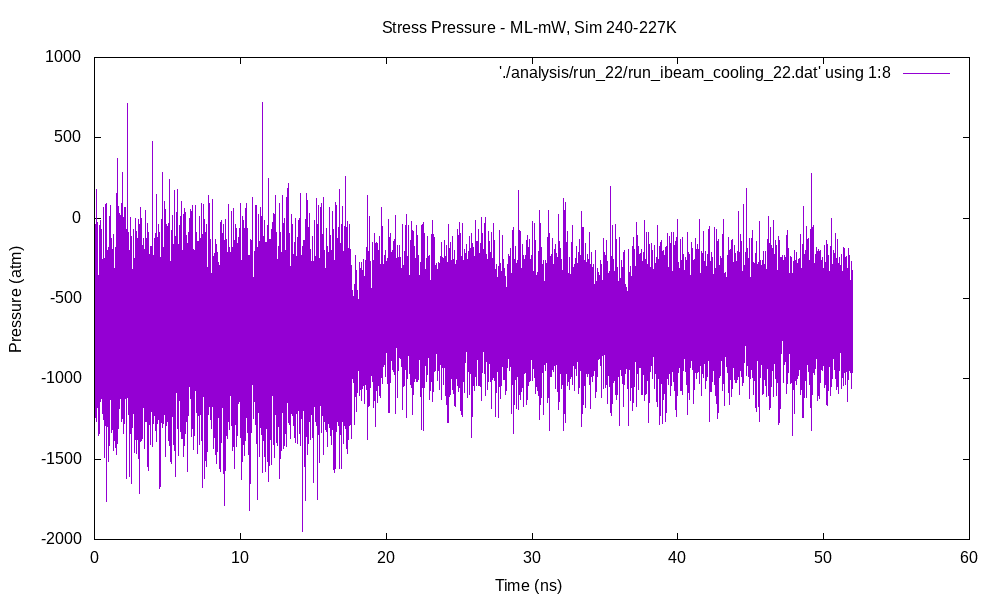 Stress Pressure - ML-mW, Sim 240-227K
'./analysis/run_22/run_ibeam_cooling_22.dat' using 1:8
1000
500
0
-500
-1000
-1500
-2000
Pressure (atm)
0 10 20 30 40 50 60
Time (ns)